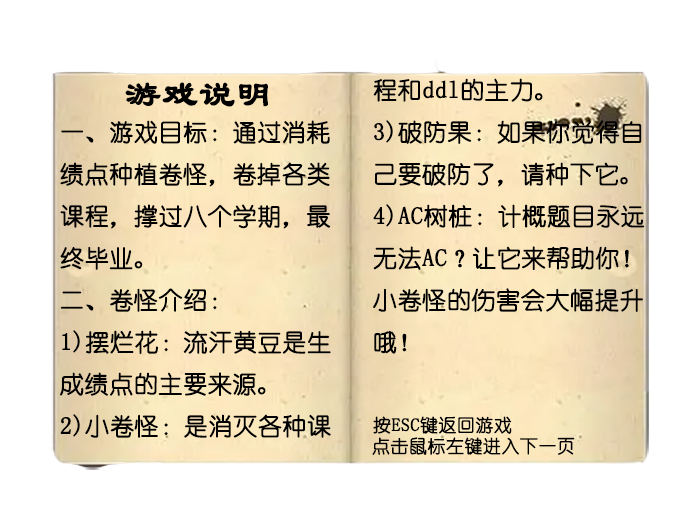 游戏说明
一、游戏目标：通过消耗
绩点种植卷怪，卷掉各类
课程，撑过八个学期，最
终毕业。
二、卷怪介绍：
1)摆烂花：流汗黄豆是生
成绩点的主要来源。
2)小卷怪：是消灭各种课
程和ddl的主力。
3)破防果：如果你觉得自
己要破防了，请种下它。
4)AC树桩：计概题目永远
无法AC？让它来帮助你！
小卷怪的伤害会大幅提升
哦！
按ESC键返回游戏
点击鼠标左键进入下一页